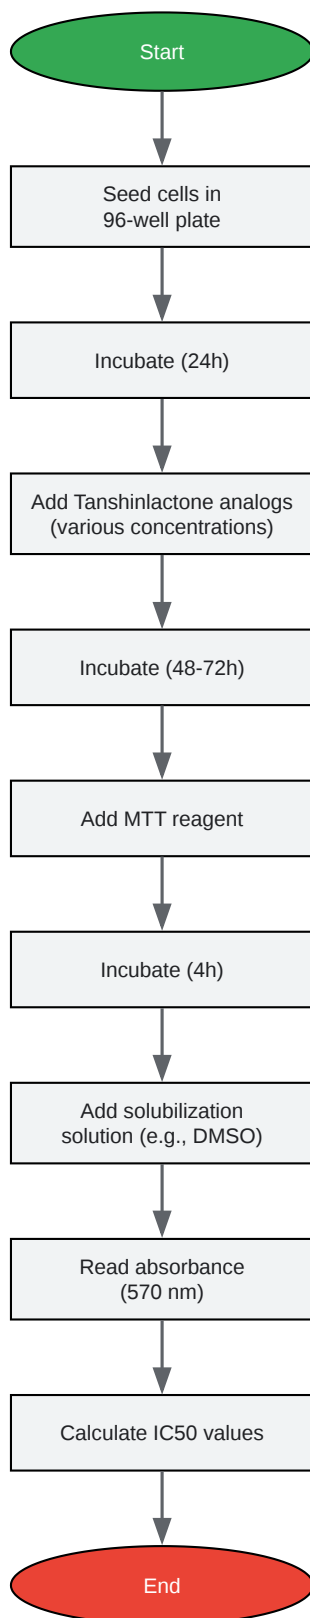 Start
Seed cells in
96-well plate
Incubate (24h)
Add Tanshinlactone analogs
(various concentrations)
Incubate (48-72h)
Add MTT reagent
Incubate (4h)
Add solubilization
solution (e.g., DMSO)
Read absorbance
(570 nm)
Calculate IC50 values
End